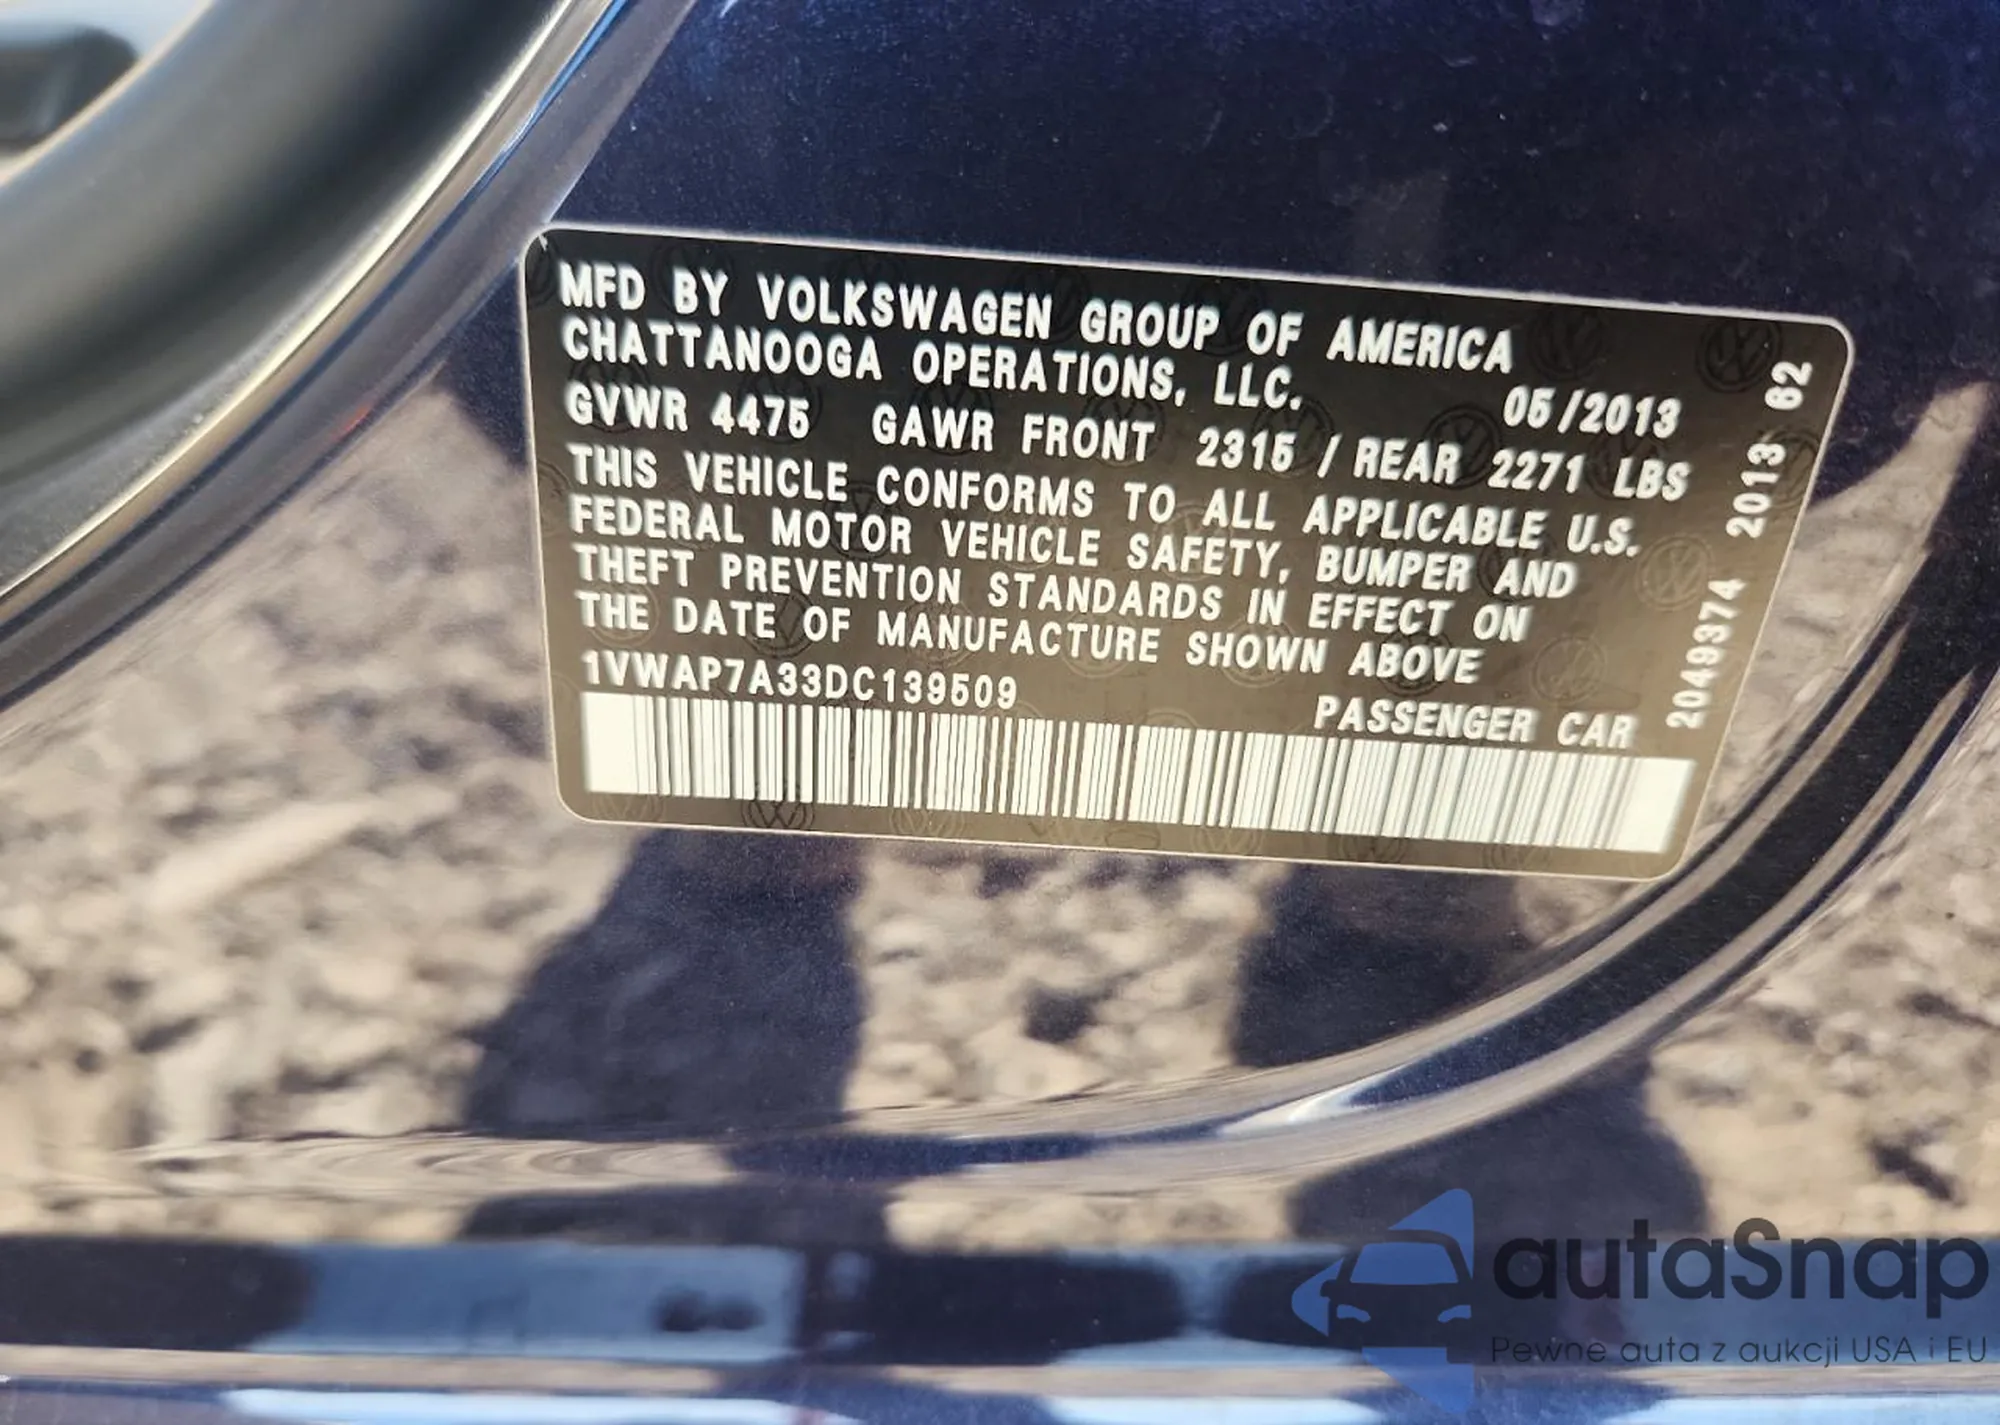 MFD BY VOLKSWAGEN GROUP OF AMERICA
CHATTANOOGA OPERATIONS, LLC. 05/2013
GVWR 4475 GAWR FRONT 2315 / REAR 2271 LBS
THIS VEHICLE CONFORMS TO ALL APPLICABLE U.S.
FEDERAL MOTOR VEHICLE SAFETY, BUMPER AND
THEFT PREVENTION STANDARDS IN EFFECT ON
THE DATE OF MANUFACTURE SHOWN ABOVE
1VWAP7A33DC139509 PASSENGER CAR
2049374 2013 62
autaSnap
Pewne auta z aukcji USA i EU